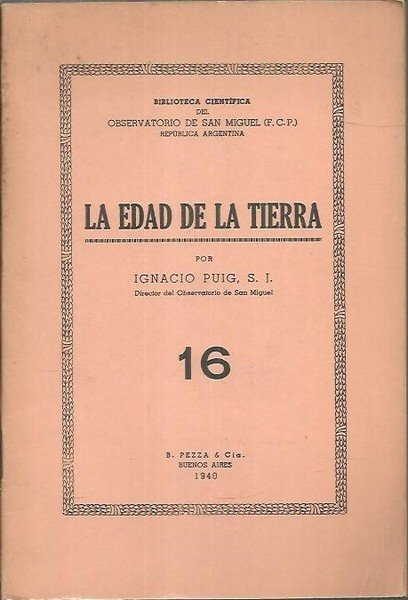 BIBLIOTECA CIENTÍFICA
DEL
OBSERVATORIO DE SAN MIGUEL (F.C.P.)
REPÚBLICA ARGENTINA
LA EDAD DE LA TIERRA
POR
IGNACIO PUIG, S. J.
Director del Observatorio de San Miguel
16
B. PEZZA & Cía.
BUENOS AIRES
1940